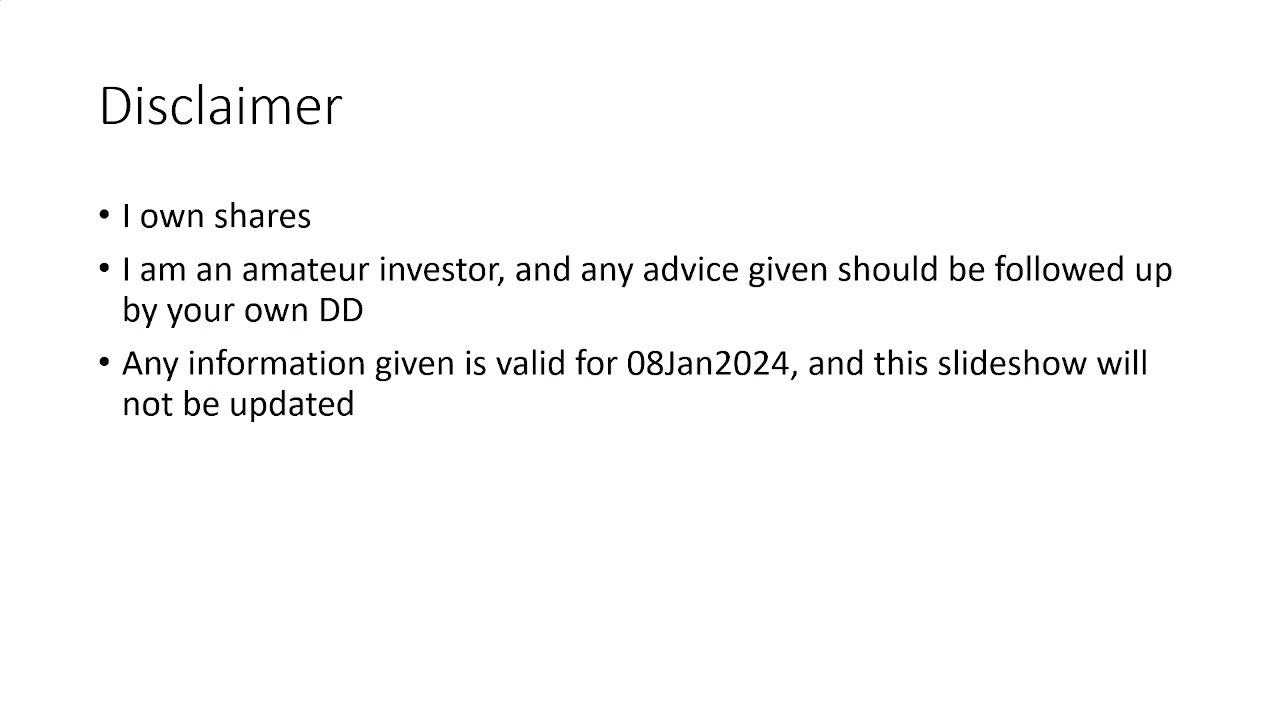 Disclaimer
• I own shares
• I am an amateur investor, and any advice given should be followed up
by your own DD
• Any information given is valid for 08Jan2024, and this slideshow will
not be updated